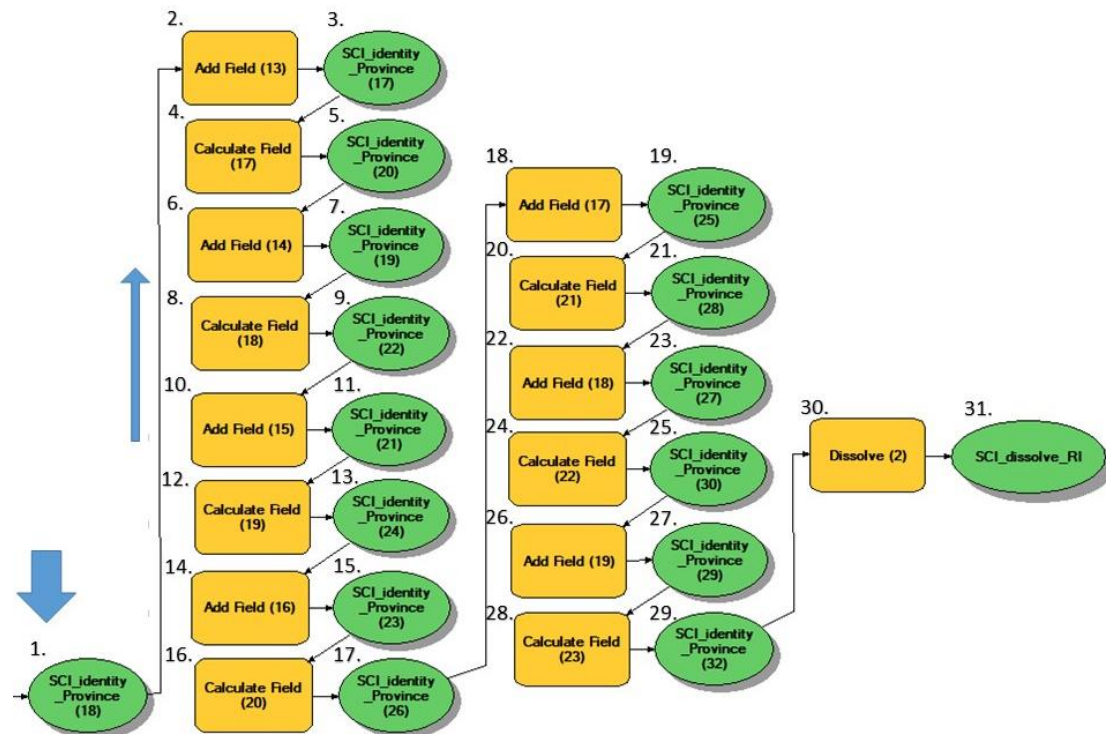 1.
SCI_identity
_Province
(18)
2.
Add Field (13)
3.
SCI_identity
_Province
(17)
4.
Calculate Field
(17)
5.
SCI_identity
_Province
(20)
6.
Add Field (14)
7.
SCI_identity
_Province
(19)
8.
Calculate Field
(18)
9.
SCI_identity
_Province
(22)
10.
Add Field (15)
11.
SCI_identity
_Province
(21)
12.
Calculate Field
(19)
13.
SCI_identity
_Province
(24)
14.
Add Field (16)
15.
SCI_identity
_Province
(23)
16.
Calculate Field
(20)
17.
SCI_identity
_Province
(26)
18.
Add Field (17)
19.
SCI_identity
_Province
(25)
20.
Calculate Field
(21)
21.
SCI_identity
_Province
(28)
22.
Add Field (18)
23.
SCI_identity
_Province
(27)
24.
Calculate Field
(22)
25.
SCI_identity
_Province
(30)
26.
Add Field (19)
27.
SCI_identity
_Province
(29)
28.
Calculate Field
(23)
29.
SCI_identity
_Province
(32)
30.
Dissolve (2)
31.
SCI_dissolve_RI